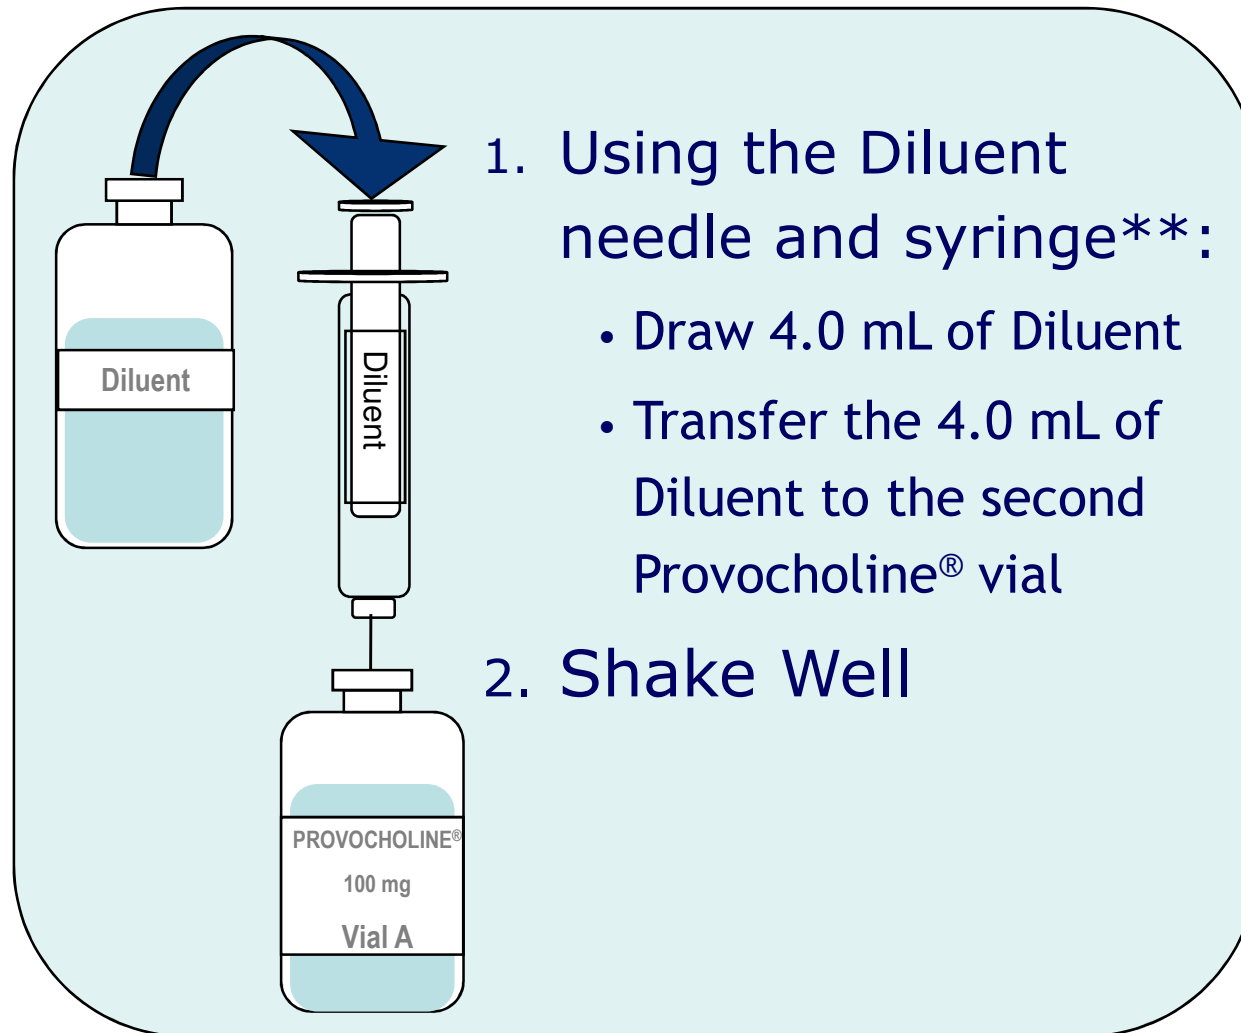 1. Using the Diluent
needle and syringe**:
• Draw 4.0 mL of Diluent
• Transfer the 4.0 mL of
Diluent to the second
Provocholine® vial
2. Shake Well
Diluent
Diluent
PROVOCHOLINE®
100 mg
Vial A